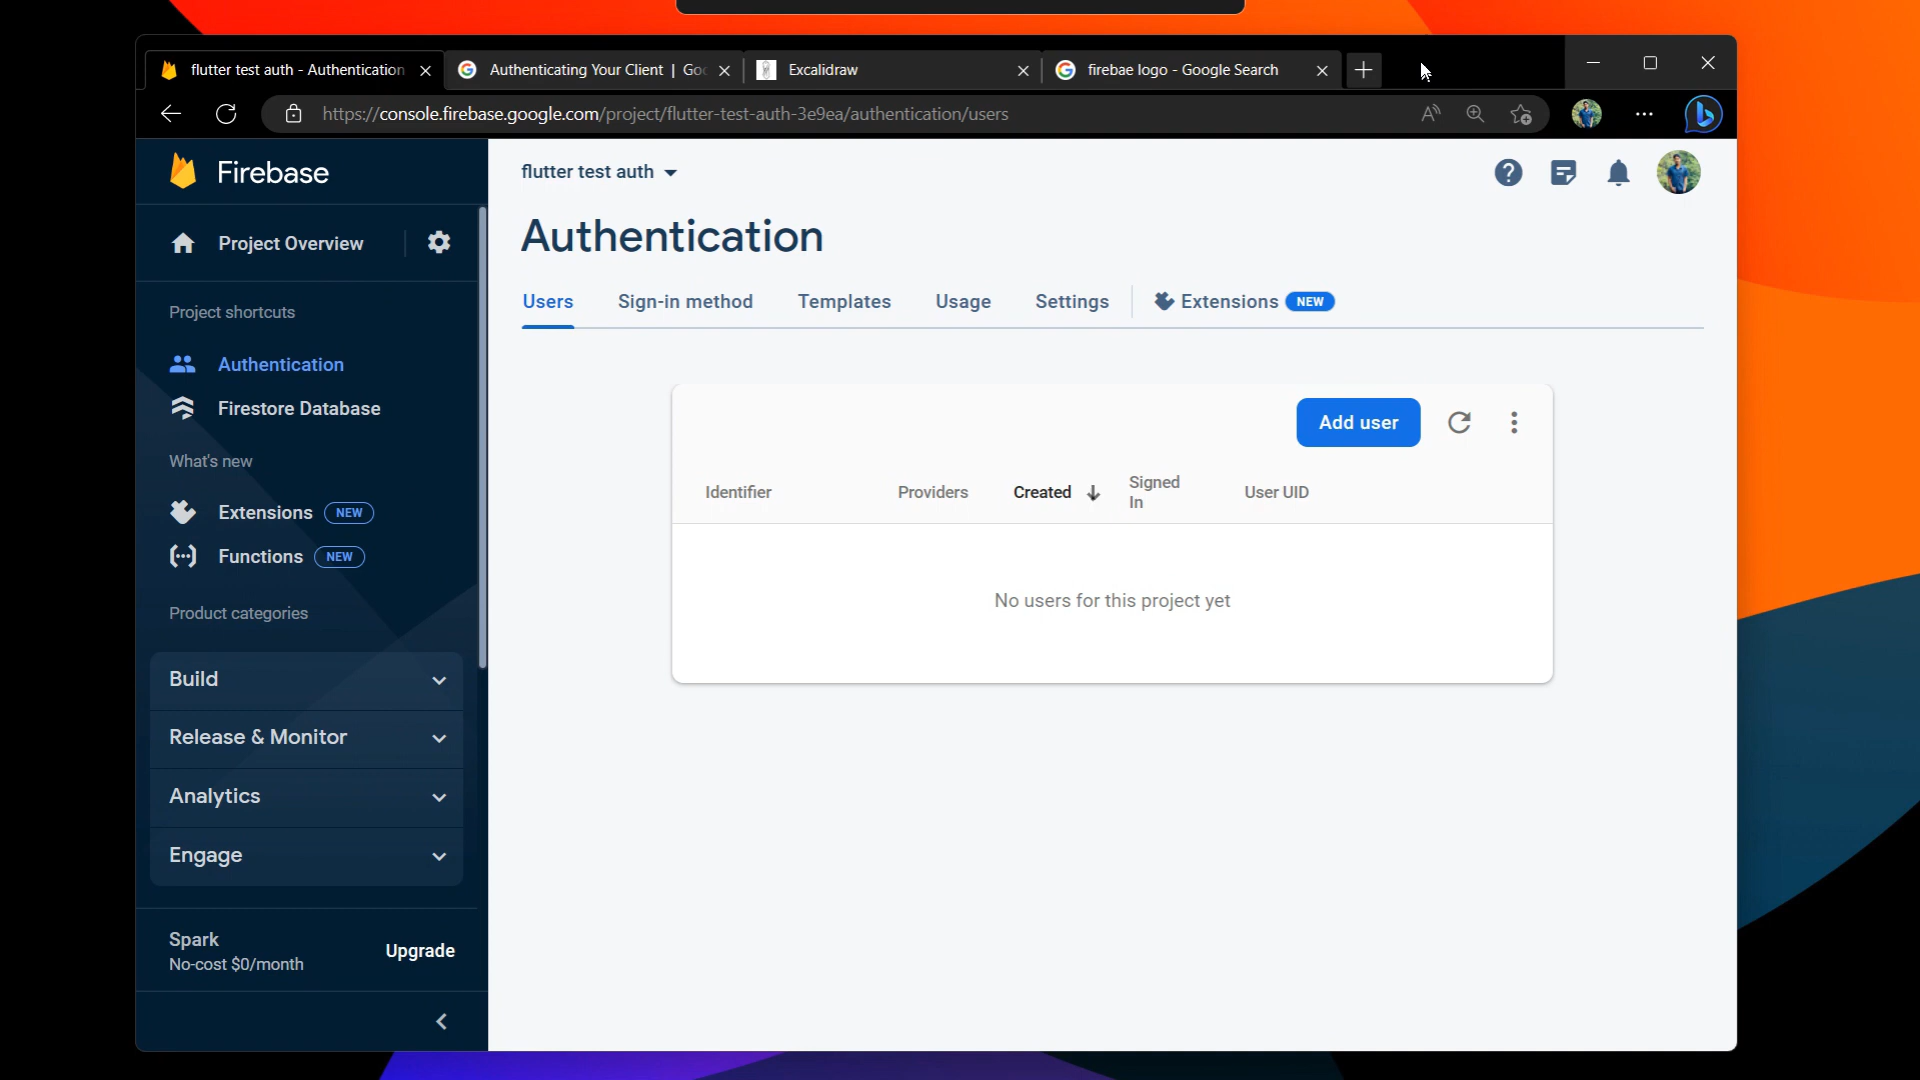 flutter test auth - Authentication
Authenticating Your Client | Goo
Excalidraw
firebae logo - Google Search
https://console.firebase.google.com/project/flutter-test-auth-3e9ea/authentication/users
Firebase
flutter test auth
Authentication
Project Overview
Users
Sign-in method
Templates
Usage
Settings
Extensions NEW
Project shortcuts
Authentication
Firestore Database
What's new
Extensions NEW
Functions NEW
Product categories
Build
Release & Monitor
Analytics
Engage
Spark
No-cost $0/month
Upgrade
Add user
Identifier
Providers
Created
Signed
In
User UID
No users for this project yet